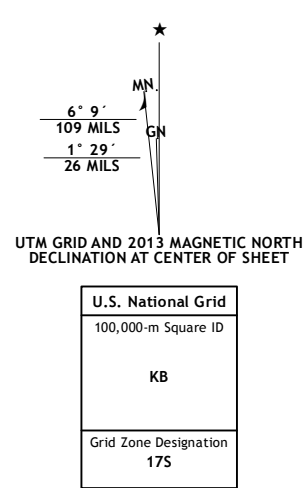 ★
MN.
6° 9´
109 MILS
GN
1° 29´
26 MILS
UTM GRID AND 2013 MAGNETIC NORTH
DECLINATION AT CENTER OF SHEET
U.S. National Grid
100,000-m Square ID
KB
Grid Zone Designation
17S